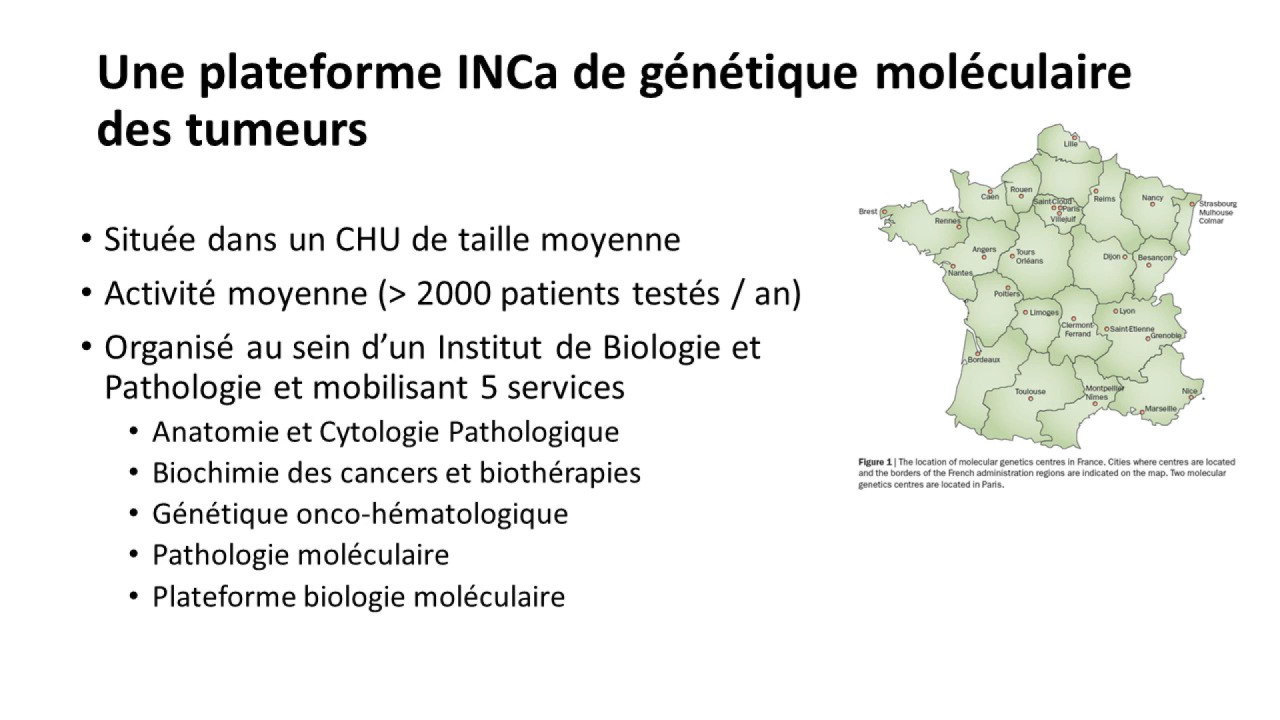 Une plateforme INCa de génétique moléculaire
des tumeurs
• Située dans un CHU de taille moyenne
• Activité moyenne (> 2000 patients testés / an)
• Organisé au sein d’un Institut de Biologie et
Pathologie et mobilisant 5 services
• Anatomie et Cytologie Pathologique
• Biochimie des cancers et biothérapies
• Génétique onco-hématologique
• Pathologie moléculaire
• Plateforme biologie moléculaire
Lille
Caen
Rouen
Saint-Cloud
Paris
Villejuif
Reims
Nancy
Strasbourg
Mulhouse
Colmar
Brest
Rennes
Angers
Tours
Orléans
Dijon
Besançon
Nantes
Poitiers
Limoges
Clermont
Ferrand
Lyon
Saint-Etienne
Grenoble
Bordeaux
Toulouse
Montpellier
Nîmes
Nice
Marseille
Figure 1 | The location of molecular genetics centres in France. Cities where centres are located
and the borders of the French administration regions are indicated on the map. Two molecular
genetics centres are located in Paris.